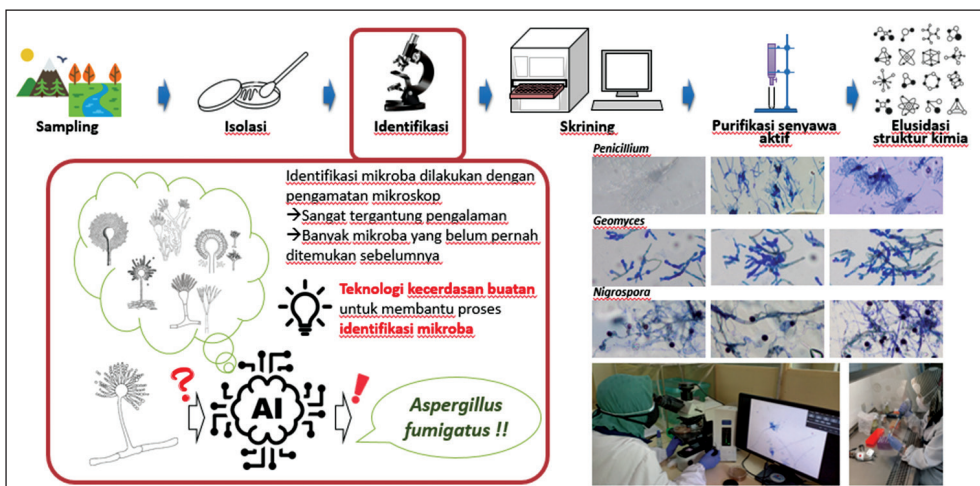 Sampling
Isolasi
Identifikasi
Skrining
Purifikasi senyawa
aktif
Elusidasi
struktur kimia
Identifikasi mikroba dilakukan dengan
pengamatan mikroskop
→Sangat tergantung pengalaman
→Banyak mikroba yang belum pernah
ditemukan sebelumnya
Teknologi kecerdasan buatan
untuk membantu proses
identifikasi mikroba
?
AI
!
Aspergillus
fumigatus !!
Penicillium
Geomyces
Nigrospora